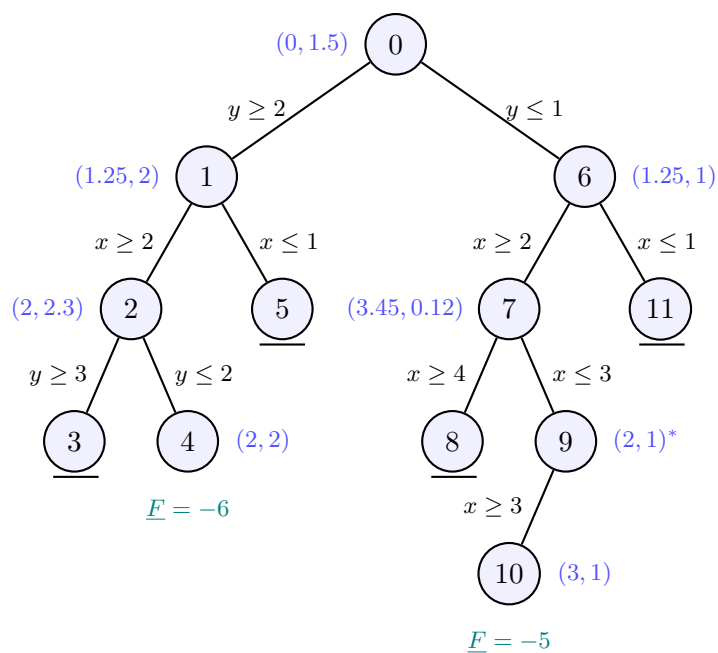 (0, 1.5) 0
y ≥ 2 y ≤ 1
(1.25, 2) 1 6 (1.25, 1)
x ≥ 2 x ≤ 1 x ≥ 2 x ≤ 1
(2, 2.3) 2 5 (3.45, 0.12) 7 11
y ≥ 3 y ≤ 2 x ≥ 4 x ≤ 3
3 4 (2, 2) 8 9 (2, 1)*
F = −6 x ≥ 3
10 (3, 1)
F = −5